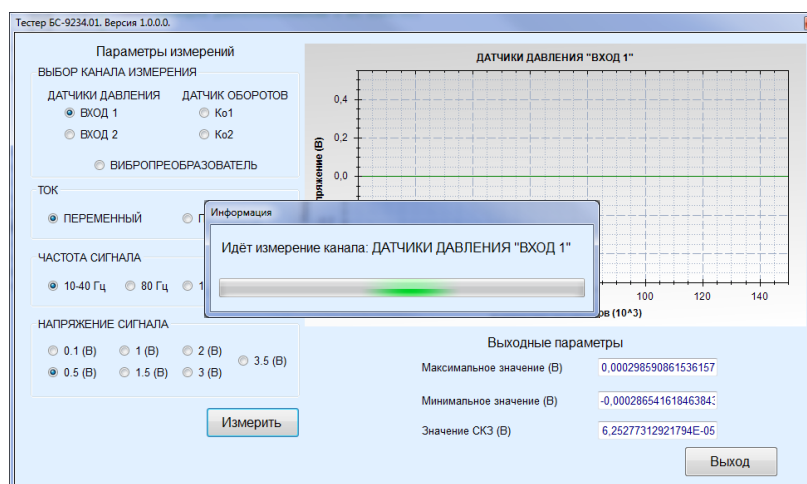 Тестер БС-9234.01. Версия 1.0.0.0.
Параметры измерений
ВЫБОР КАНАЛА ИЗМЕРЕНИЯ
ДАТЧИКИ ДАВЛЕНИЯ ДАТЧИК ОБОРОТОВ
ВХОД 1 Ко1
ВХОД 2 Ко2
ВИБРОПРЕОБРАЗОВАТЕЛЬ
ТОК
ПЕРЕМЕННЫЙ
ЧАСТОТА СИГНАЛА
10-40 Гц 80 Гц
НАПРЯЖЕНИЕ СИГНАЛА
0.1 (В) 1 (В) 2 (В) 3.5 (В)
0.5 (В) 1.5 (В) 3 (В)
Измерить
ДАТЧИКИ ДАВЛЕНИЯ "ВХОД 1"
0,4
0,2
0,0
100 120 140
(10^3)
Информация
Идёт измерение канала: ДАТЧИКИ ДАВЛЕНИЯ "ВХОД 1"
Выходные параметры
Максимальное значение (В) 0,000298590861536157
Минимальное значение (В) -0,000286541618463843
Значение СКЗ (В) 6,25277312921794E-05
Выход